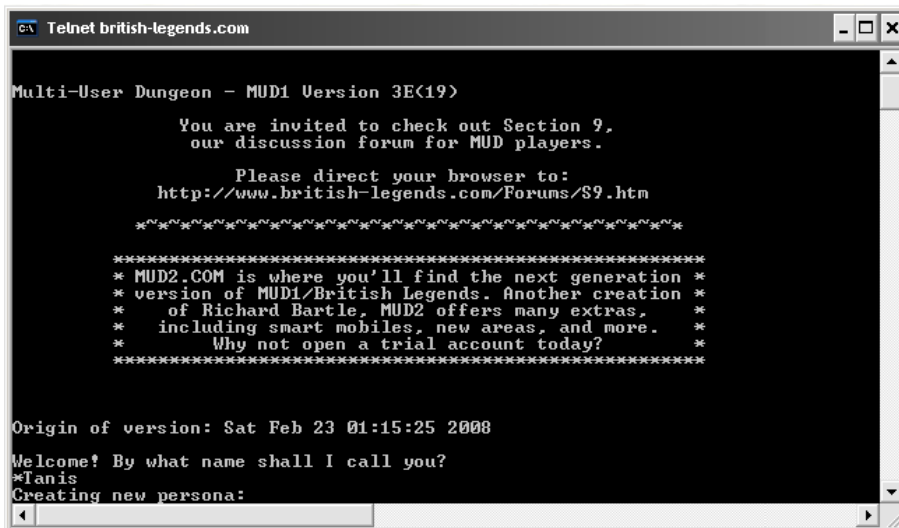 C:\ Telnet british-legends.com
Multi-User Dungeon - MUD1 Version 3E(19)
You are invited to check out Section 9,
our discussion forum for MUD players.
Please direct your browser to:
http://www.british-legends.com/Forums/S9.htm
*~*~*~*~*~*~*~*~*~*~*~*~*~*~*~*~*~*~*~*~*~*~*~*~*~*~*~*~*~*
****************************************************
* MUD2.COM is where you'll find the next generation *
* version of MUD1/British Legends. Another creation *
* of Richard Bartle, MUD2 offers many extras, *
* including smart mobiles, new areas, and more. *
* Why not open a trial account today? *
****************************************************
Origin of version: Sat Feb 23 01:15:25 2008
Welcome! By what name shall I call you?
*Tanis
Creating new persona: